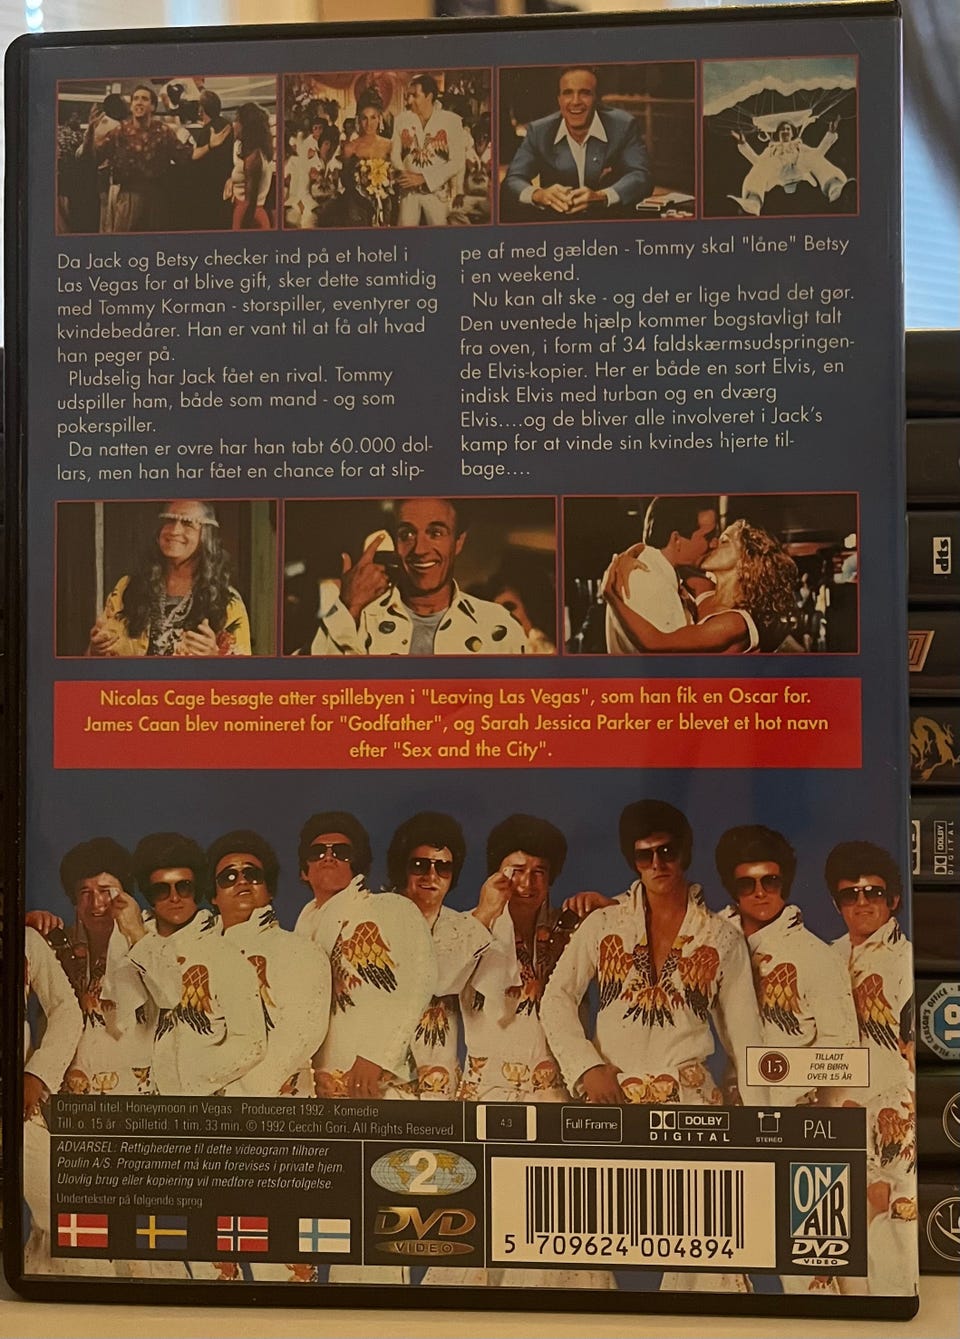 Da Jack og Betsy checker ind på et hotel i
Las Vegas for at blive gift, sker dette samtidig
med Tommy Korman - storspiller, eventyrer og
kvindebedårer. Han er vant til at få alt hvad
han peger på.
Pludselig har Jack fået en rival. Tommy
udspiller ham, både som mand - og som
pokerspiller.
Da natten er ovre har han tabt 60.000 dol-
lars, men han har fået en chance for at slip-
pe af med gælden - Tommy skal "låne" Betsy
i en weekend.
Nu kan alt ske - og det er lige hvad det gør.
Den uventede hjælp kommer bogstavligt talt
fra oven, i form af 34 faldskærmsudspringen-
de Elvis-kopier. Her er både en sort Elvis, en
indisk Elvis med turban og en dværg
Elvis....og de bliver alle involveret i Jack's
kamp for at vinde sin kvindes hjerte til-
bage....
Nicolas Cage besøgte atter spillebyen i "Leaving Las Vegas", som han fik en Oscar for.
James Caan blev nomineret for "Godfather", og Sarah Jessica Parker er blevet et hot navn
efter "Sex and the City".
15
TILLADT
FOR BØRN
OVER 15 ÅR
Original titel: Honeymoon in Vegas · Produceret 1992 · Komedie
Till. o. 15 år · Spilletid: 1 tim. 33 min. © 1992 Cecchi Gori. All Rights Reserved
4:3
Full Frame
DOLBY
DIGITAL
STEREO
PAL
ADVARSEL: Rettighederne til dette videogram tilhører
Poulin A/S. Programmet må kun forevises i private hjem.
Ulovlig brug eller kopiering vil medføre retsforfølgelse.
Undertekster på følgende sprog
2
DVD
VIDEO
5 709624 004894
ON
AIR
DVD
VIDEO
dts
DOLBY
DIGITAL